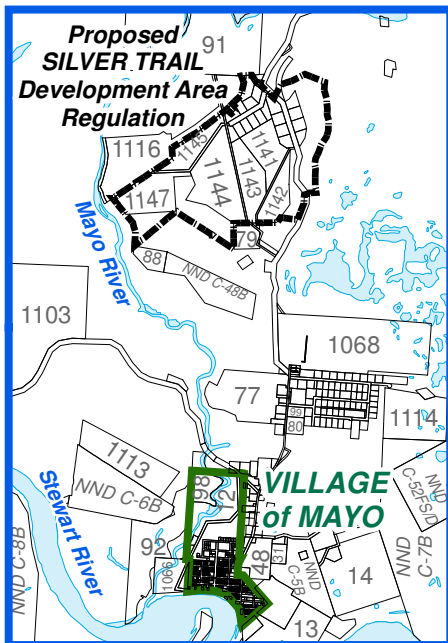 Proposed
SILVER TRAIL
Development Area
Regulation
91
1116
1145
1141
1147
1144
1143
1142
79
Mayo River
88
NND C-48B
1103
1068
77
99
80
1114
1113
NND C-6B
98
12
VILLAGE
of MAYO
NND
C-52FS/D
Stewart River
NND C-8B
92
1066
48
31
NND
C-5B
14
NND
C-7B
13